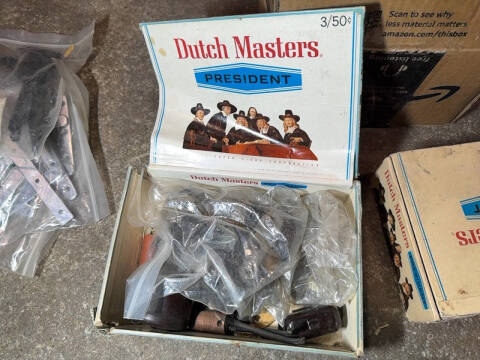 3/50¢
Dutch Masters
PRESIDENT
Dutch Masters
Scan to see why
less material matters
amazon.com/thisbox
Dutch Masters